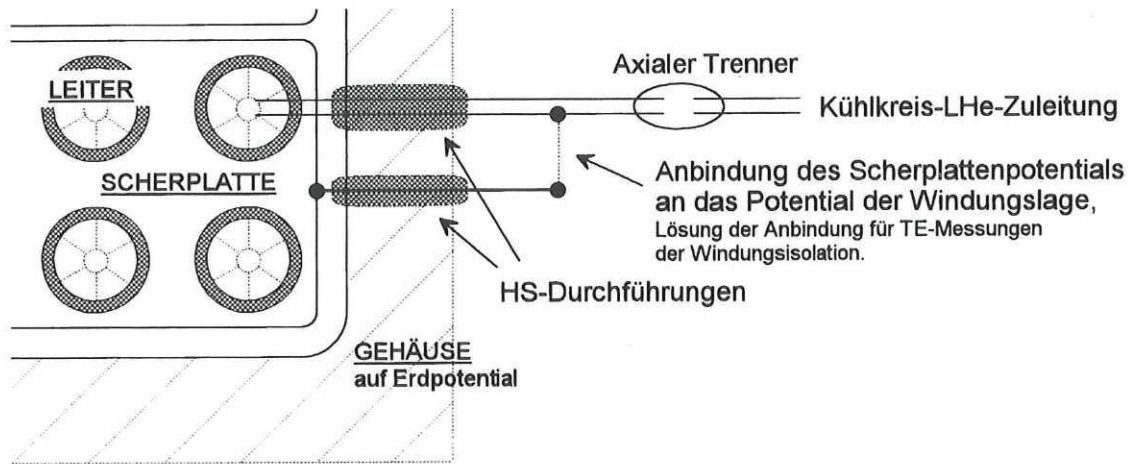 Axialer Trenner
LEITER
Kühlkreis-LHe-Zuleitung
SCHERPLATTE
Anbindung des Scherplattenpotentials
an das Potential der Windungslage,
Lösung der Anbindung für TE-Messungen
der Windungsisolation.
HS-Durchführungen
GEHÄUSE
auf Erdpotential